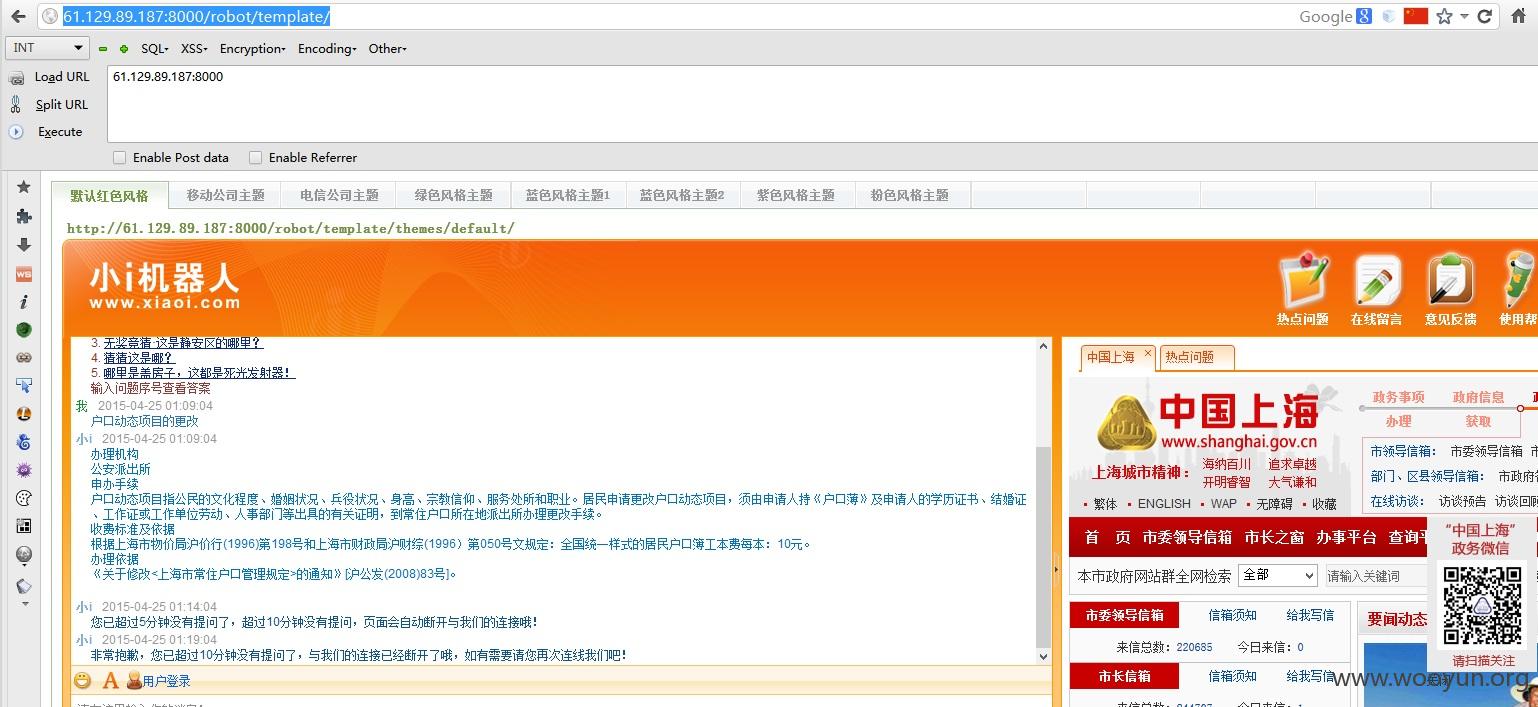 61.129.89.187:8000/robot/template/
Google
INT
SQL- XSS- Encryption- Encoding- Other-
Load URL
61.129.89.187:8000
Split URL
Execute
Enable Post data Enable Referrer
默认红色风格 移动公司主题 电信公司主题 绿色风格主题 蓝色风格主题1 蓝色风格主题2 紫色风格主题 粉色风格主题
http://61.129.89.187:8000/robot/template/themes/default/
小i机器人
www.xiaoi.com
热点问题 在线留言 意见反馈 使用帮
3. 无奖竞猜 这是静安区的哪里?
4. 猜猜这是哪?
5. 哪里是盖房子，这都是死光发射器!
输入问题序号查看答案
我 2015-04-25 01:09:04
户口动态项目的更改
小i 2015-04-25 01:09:04
办理机构
公安派出所
申办手续
户口动态项目指公民的文化程度、婚姻状况、兵役状况、身高、宗教信仰、服务处所和职业。居民申请更改户口动态项目，须由申请人持《户口簿》及申请人的学历证书、结婚证
、工作证或工作单位劳动、人事部门等出具的有关证明，到常住户口所在地派出所办理更改手续。
收费标准及依据
根据上海市物价局沪价行(1996)第198号和上海市财政局沪财综(1996）第050号文规定：全国统一样式的居民户口簿工本费每本：10元。
办理依据
《关于修改<上海市常住户口管理规定>的通知》[沪公发(2008)83号]。
小i 2015-04-25 01:14:04
您已超过5分钟没有提问了，超过10分钟没有提问，页面会自动断开与我们的连接哦!
小i 2015-04-25 01:19:04
非常抱歉，您已超过10分钟没有提问了，与我们的连接已经断开了哦，如有需要请您再次连线我们吧!
A 用户登录
中国上海 × 热点问题
中国上海
www.shanghai.gov.cn
上海城市精神： 海纳百川 追求卓越
开明睿智 大气谦和
繁体 ENGLISH WAP 无障碍 收藏
政务事项 政府信息
办理 获取
市领导信箱： 市委领导信箱
部门、区县领导信箱： 市政府
在线访谈： 访谈预告 访谈回
首 页 市委领导信箱 市长之窗 办事平台 查询平
本市政府网站群全网检索 全部 请输入关键词
“中国上海”
政务微信
请扫描关注
关闭
市委领导信箱 信箱须知 给我写信
来信总数： 220685 今日来信： 0
市长信箱 信箱须知 给我写信
要闻动态
WS
www.wooyun.org